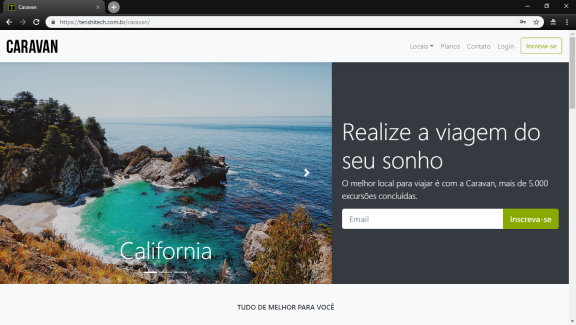 Caravan
https://tenshitech.com.br/caravan/
CARAVAN
Locais Planos Contato Login Increva-se
Realize a viagem do
seu sonho
O melhor local para viajar é com a Caravan, mais de 5.000
excursões concluídas.
Email Inscreva-se
California
TUDO DE MELHOR PARA VOCÊ